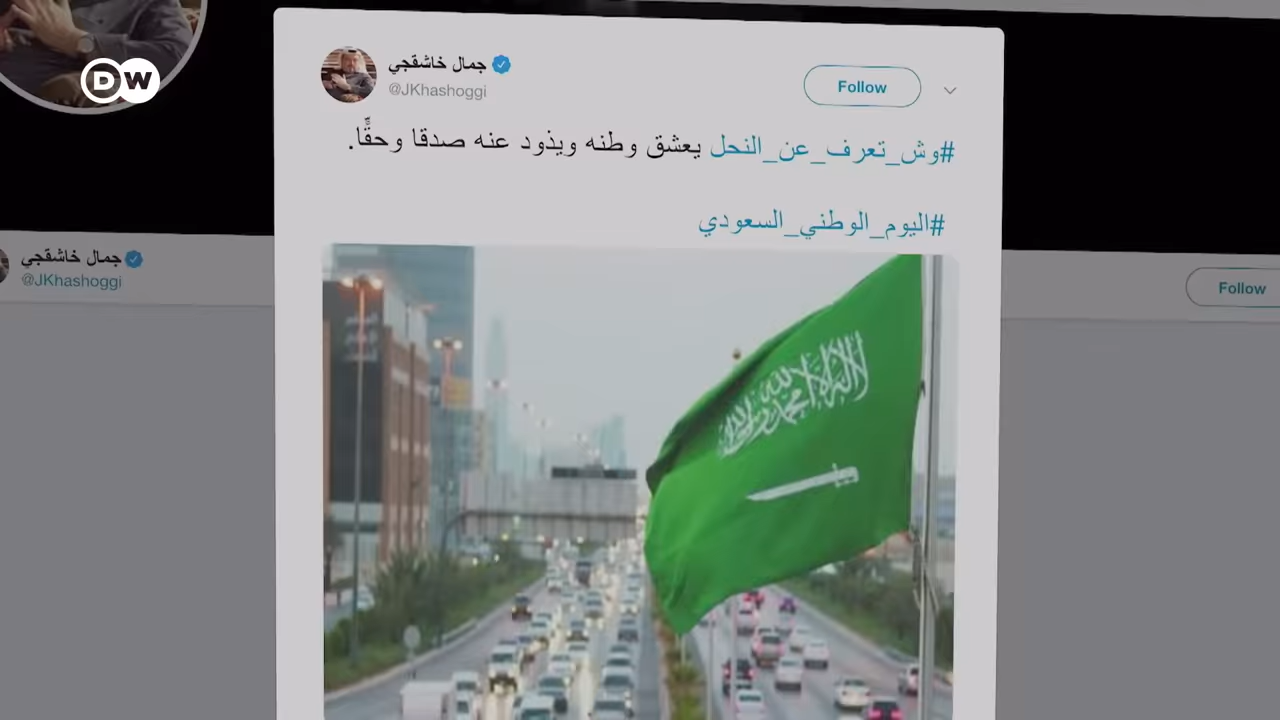 DW
جمال خاشقجي
@JKhashoggi
Follow
#وش_تعرف_عن_النحل يعشق وطنه ويذود عنه صدقا وحقًّا.
#اليوم_الوطني_السعودي
جمال خاشقجي
@JKhashoggi
Follow
لا إله إلا الله محمد رسول الله